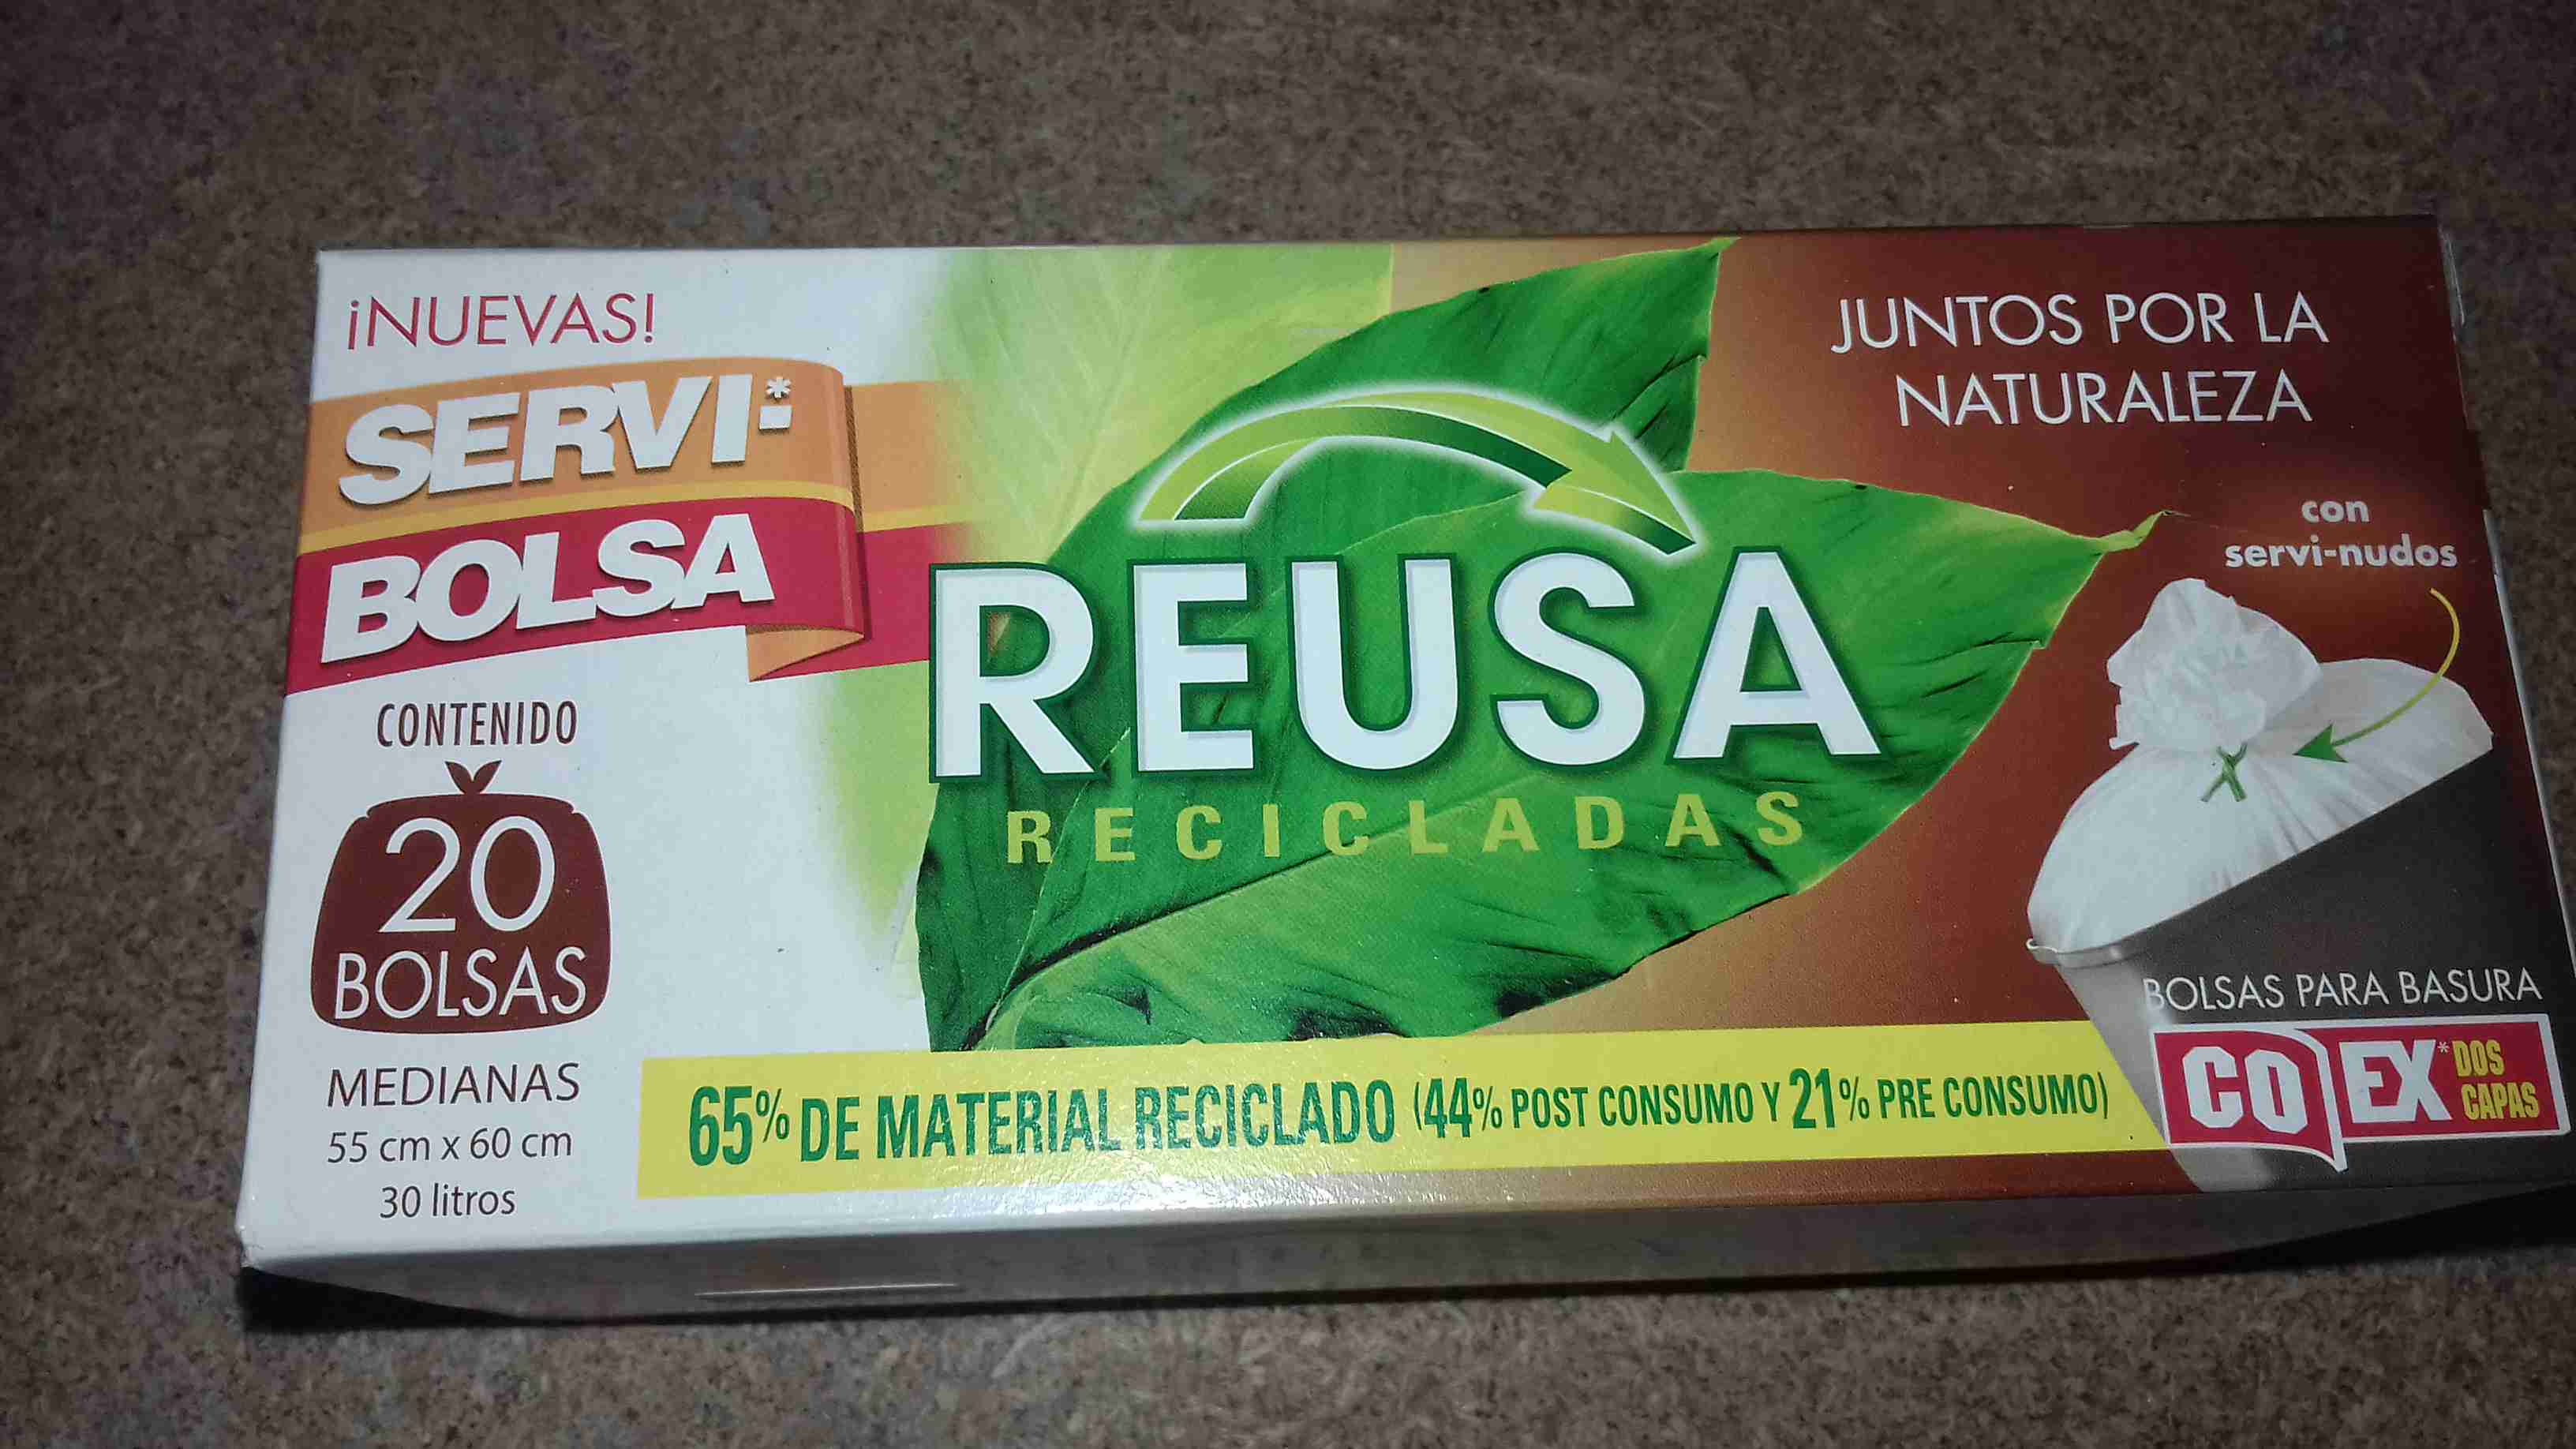 ¡NUEVAS!
SERVI-*
BOLSA
CONTENIDO
20
BOLSAS
MEDIANAS
55 cm x 60 cm
30 litros
REUSA
RECICLADAS
65% DE MATERIAL RECICLADO (44% POST CONSUMO Y 21% PRE CONSUMO)
JUNTOS POR LA
NATURALEZA
con
servi-nudos
BOLSAS PARA BASURA
COEX* DOS
CAPAS